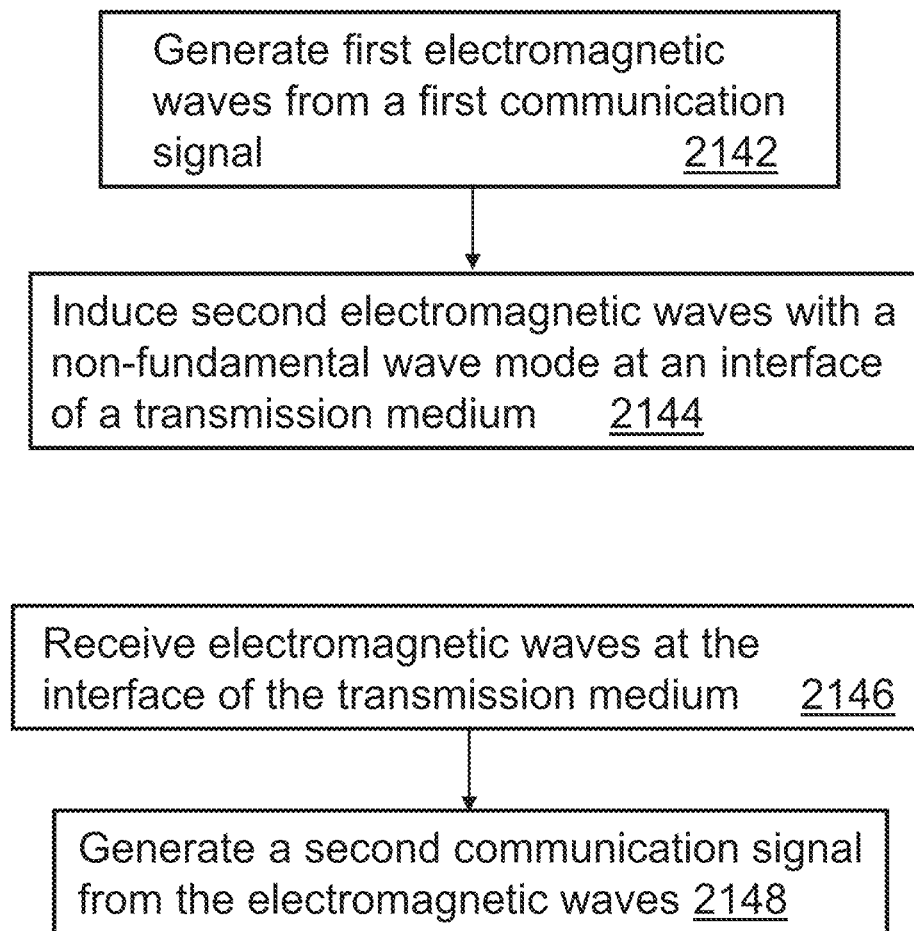 Generate first electromagnetic
waves from a first communication
signal 2142
Induce second electromagnetic waves with a
non-fundamental wave mode at an interface
of a transmission medium 2144
Receive electromagnetic waves at the
interface of the transmission medium 2146
Generate a second communication signal
from the electromagnetic waves 2148